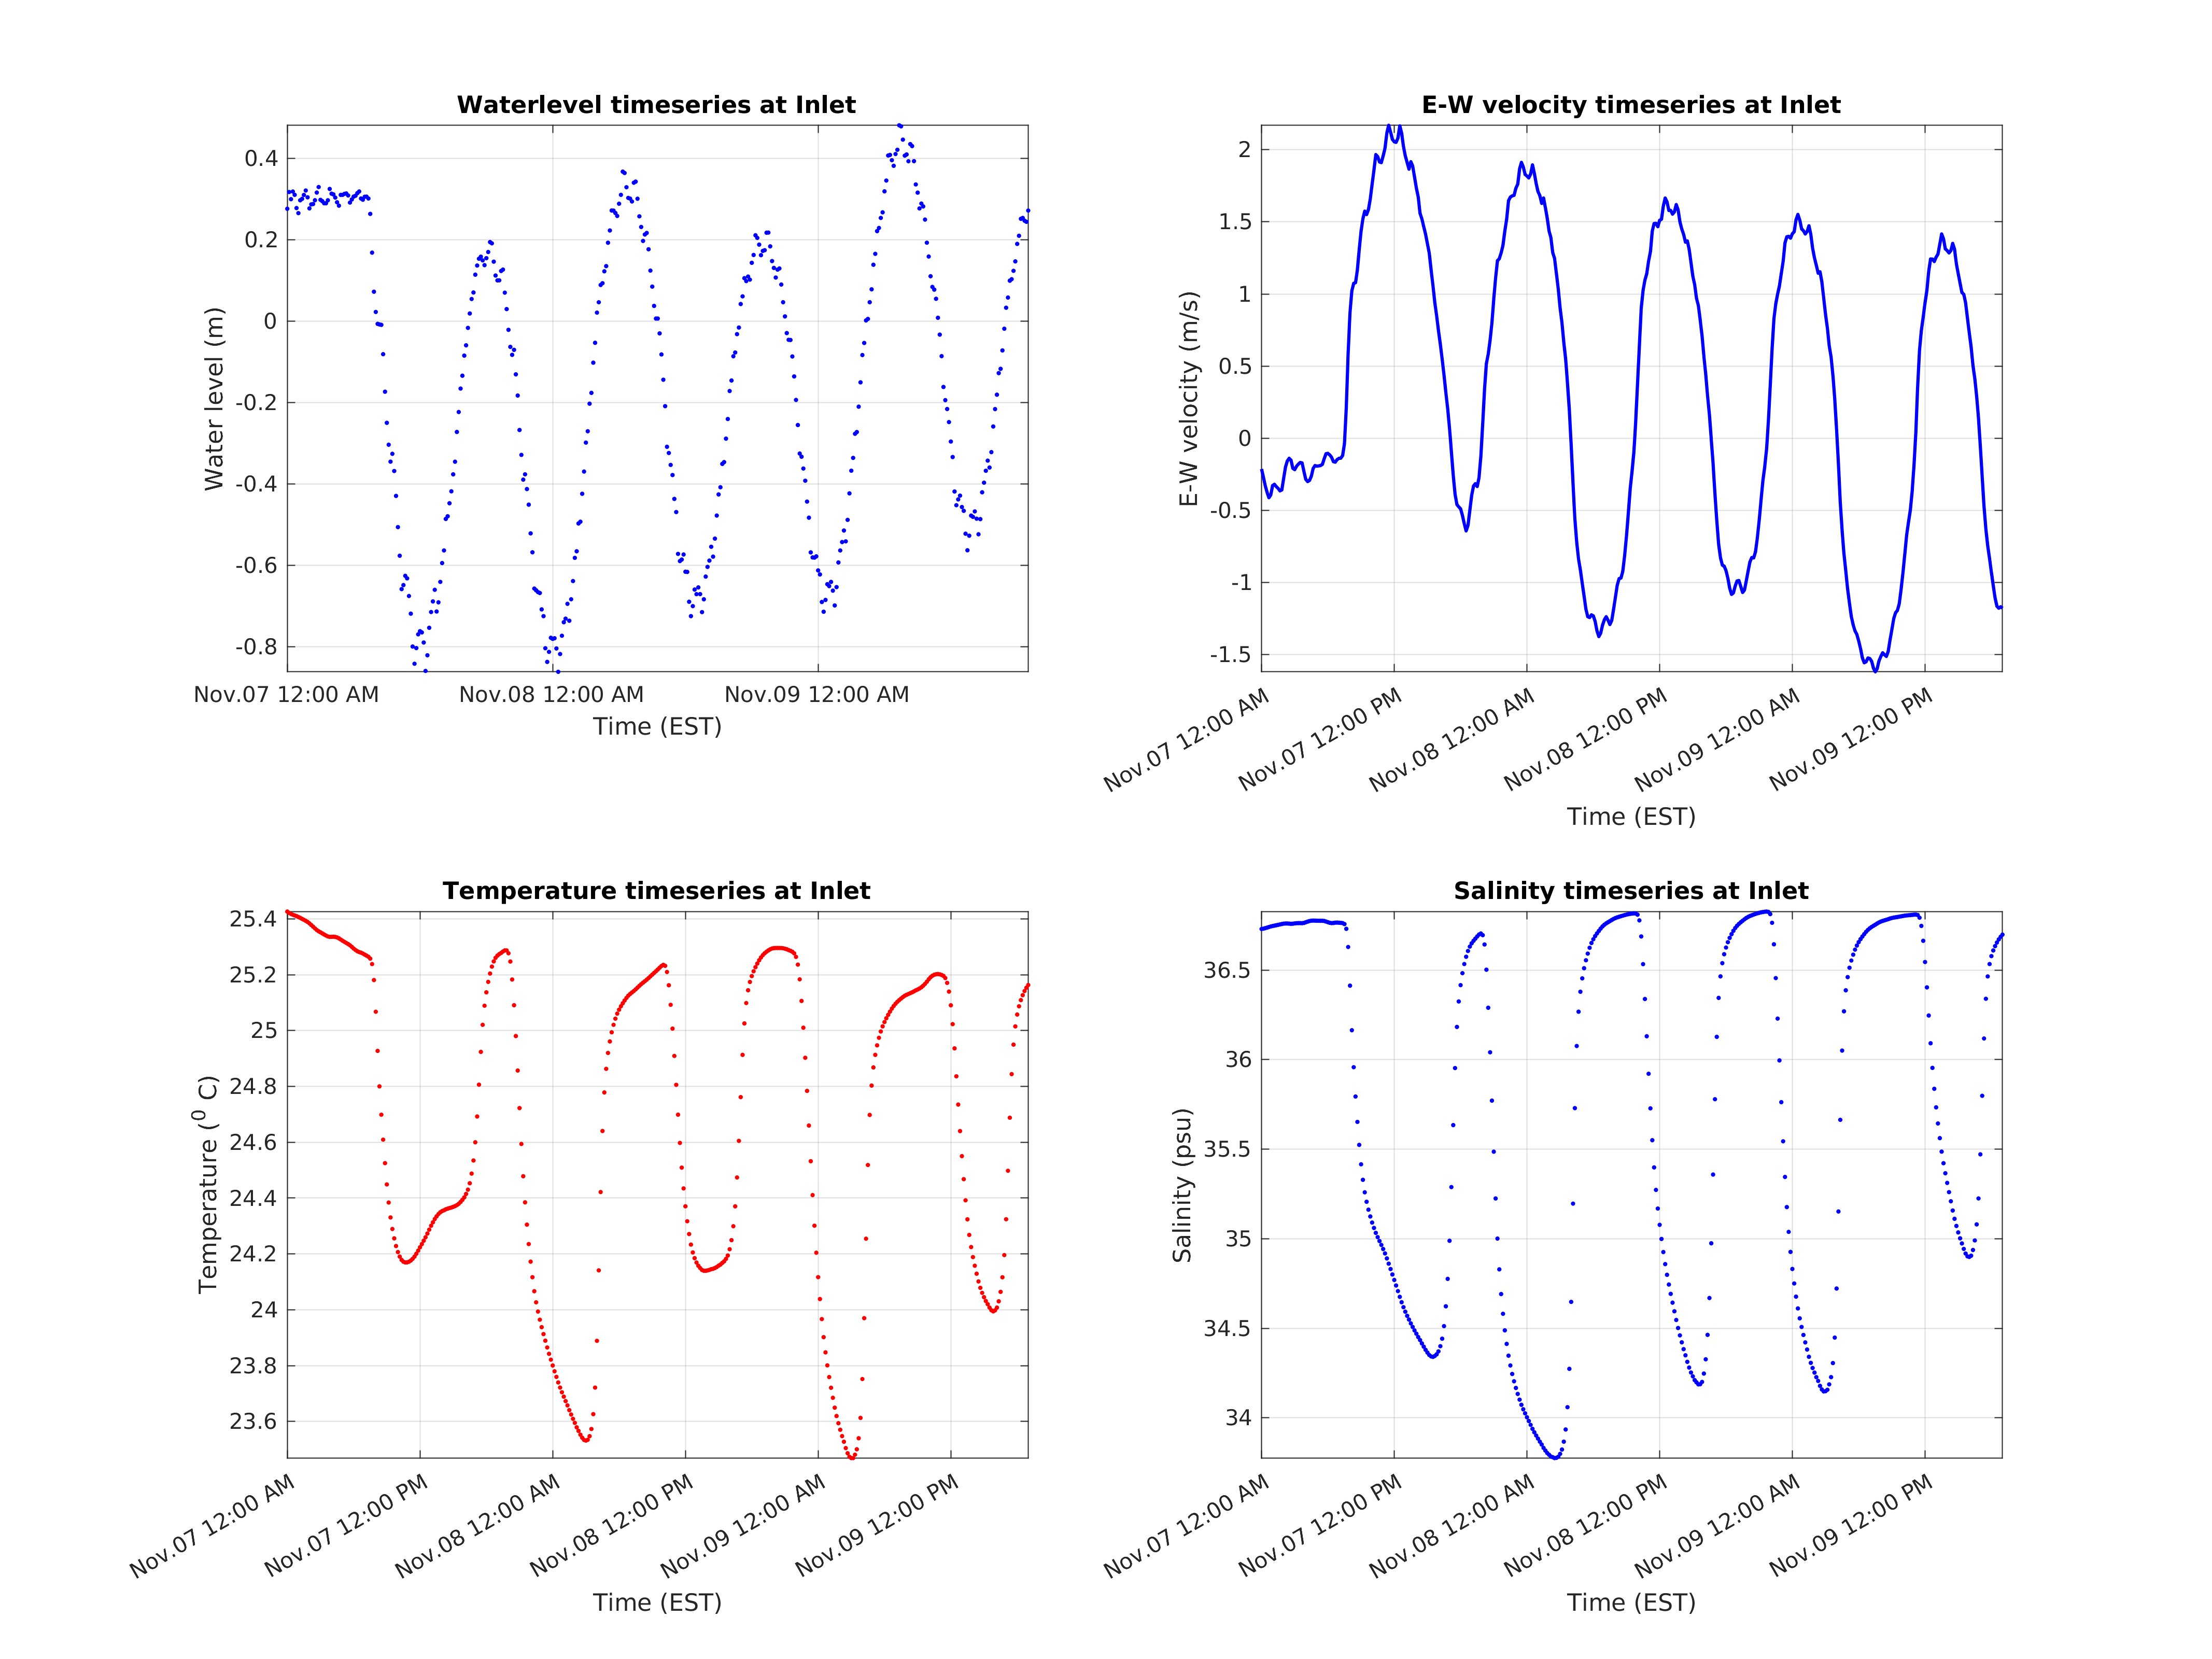 Waterlevel timeseries at Inlet
0.4
0.2
0
-0.2
-0.4
-0.6
-0.8
Water level (m)
Nov.07 12:00 AM
Nov.08 12:00 AM
Nov.09 12:00 AM
Time (EST)
E-W velocity timeseries at Inlet
2
1.5
1
0.5
0
-0.5
-1
-1.5
E-W velocity (m/s)
Nov.07 12:00 AM
Nov.07 12:00 PM
Nov.08 12:00 AM
Nov.08 12:00 PM
Nov.09 12:00 AM
Nov.09 12:00 PM
Time (EST)
Temperature timeseries at Inlet
25.4
25.2
25
24.8
24.6
24.4
24.2
24
23.8
23.6
Temperature (⁰ C)
Nov.07 12:00 AM
Nov.07 12:00 PM
Nov.08 12:00 AM
Nov.08 12:00 PM
Nov.09 12:00 AM
Nov.09 12:00 PM
Time (EST)
Salinity timeseries at Inlet
36.5
36
35.5
35
34.5
34
Salinity (psu)
Nov.07 12:00 AM
Nov.07 12:00 PM
Nov.08 12:00 AM
Nov.08 12:00 PM
Nov.09 12:00 AM
Nov.09 12:00 PM
Time (EST)